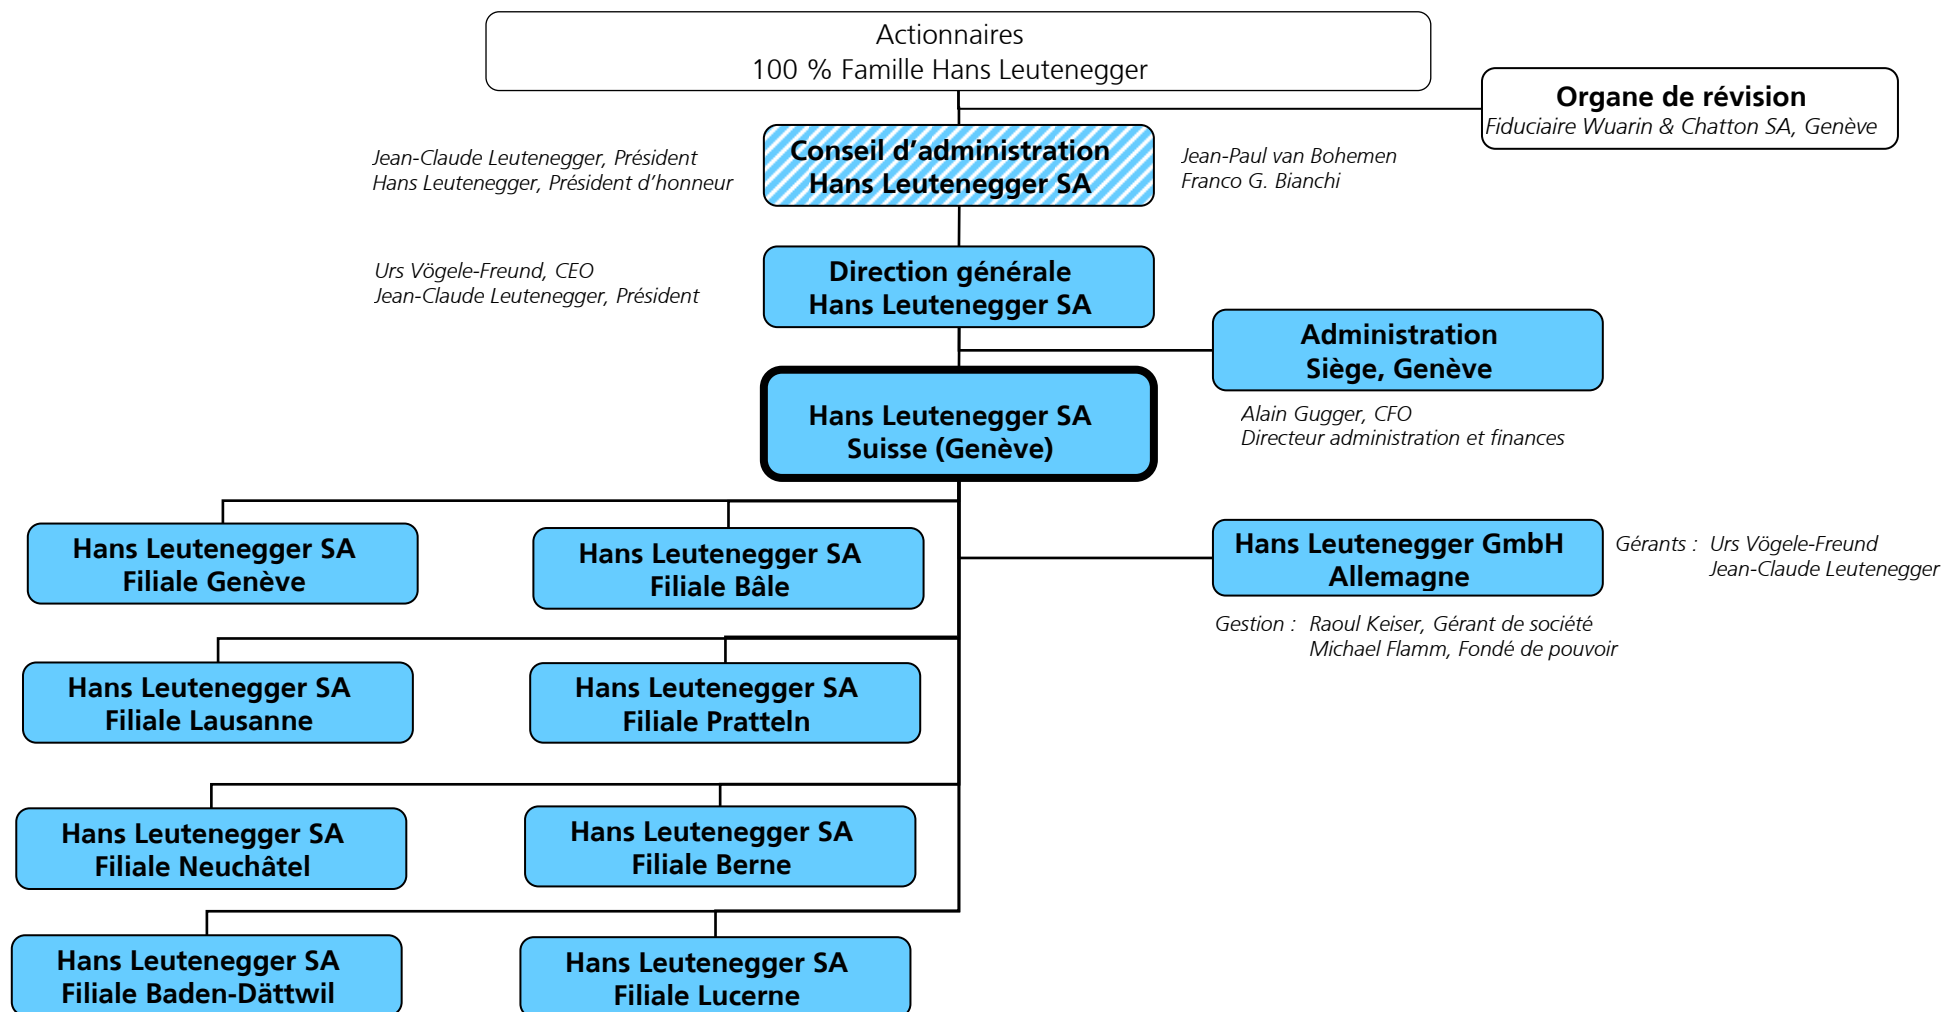 Actionnaires
100 % Famille Hans Leutenegger
Organe de révision
Fiduciaire Wuarin & Chatton SA, Genève
Jean-Claude Leutenegger, Président
Hans Leutenegger, Président d’honneur
Conseil d’administration
Hans Leutenegger SA
Jean-Paul van Bohemen
Franco G. Bianchi
Urs Vögele-Freund, CEO
Jean-Claude Leutenegger, Président
Direction générale
Hans Leutenegger SA
Administration
Siège, Genève
Alain Gugger, CFO
Directeur administration et finances
Hans Leutenegger SA
Suisse (Genève)
Hans Leutenegger SA
Filiale Genève
Hans Leutenegger SA
Filiale Bâle
Hans Leutenegger GmbH
Allemagne
Gérants : Urs Vögele-Freund
Jean-Claude Leutenegger
Gestion : Raoul Keiser, Gérant de société
Michael Flamm, Fondé de pouvoir
Hans Leutenegger SA
Filiale Lausanne
Hans Leutenegger SA
Filiale Pratteln
Hans Leutenegger SA
Filiale Neuchâtel
Hans Leutenegger SA
Filiale Berne
Hans Leutenegger SA
Filiale Baden-Dättwil
Hans Leutenegger SA
Filiale Lucerne